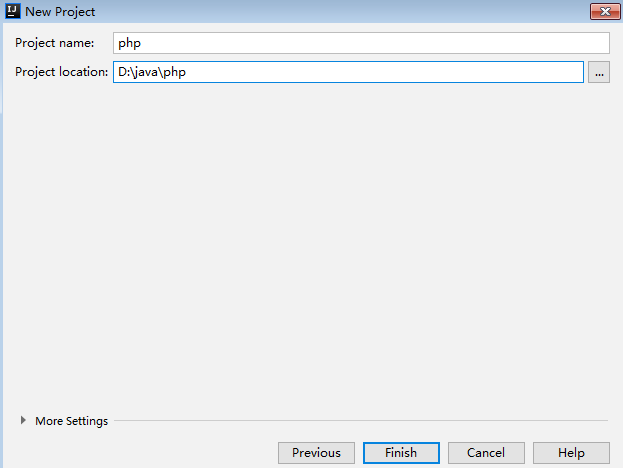 IJ New Project
Project name: php
Project location: D:\java\php ...
More Settings
Previous Finish Cancel Help